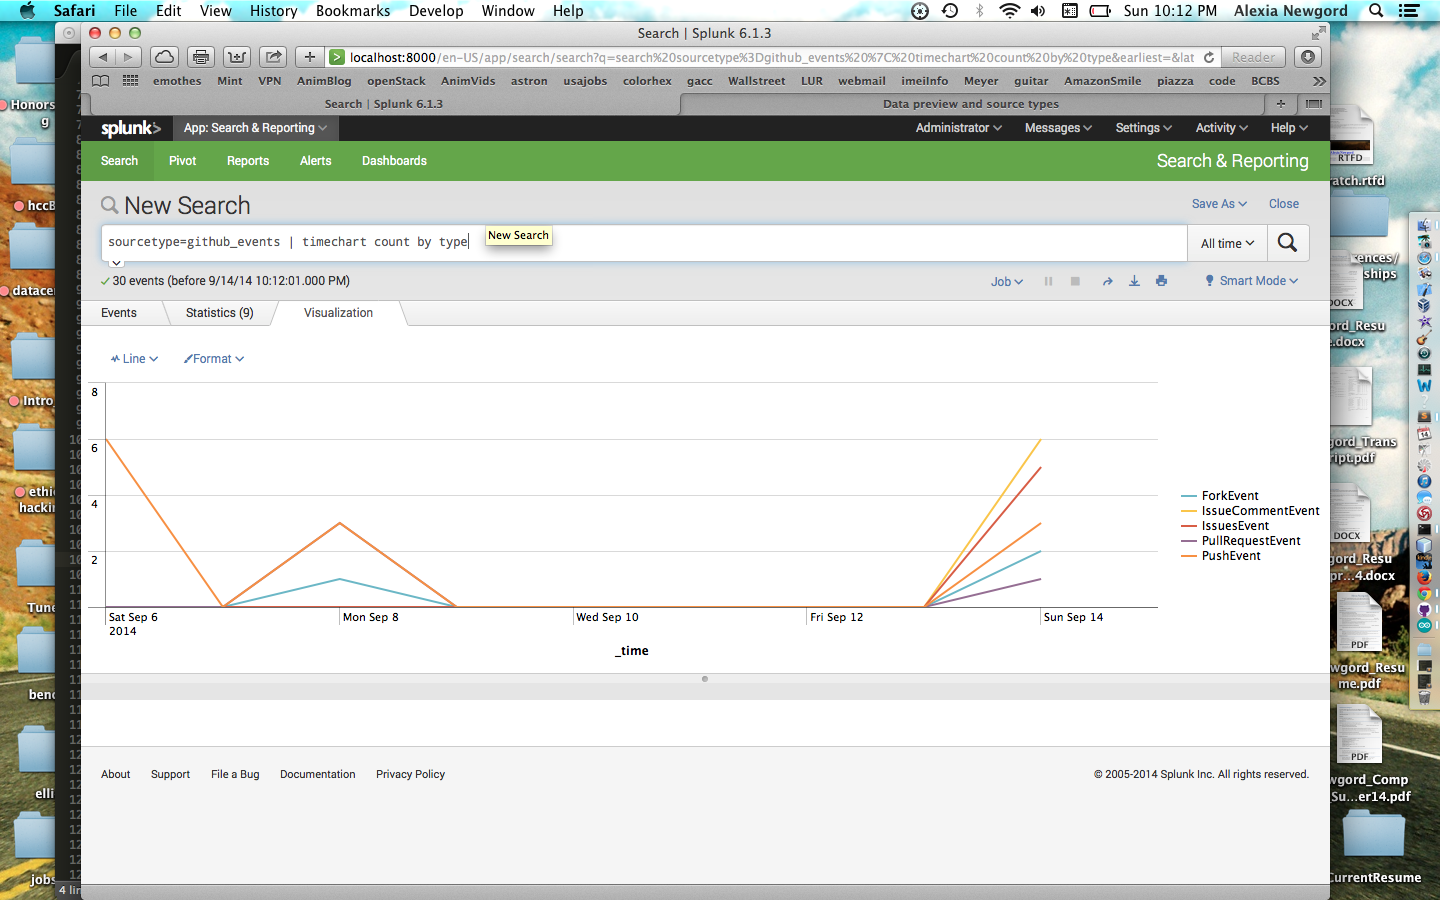 Safari File Edit View History Bookmarks Develop Window Help Sun 10:12 PM Alexia Newgord
Search | Splunk 6.1.3
localhost:8000/en-US/app/search/search?q=search%20sourcetype%3Dgithub_events%20%7C%20timechart%20count%20by%20type&earliest=&lat Reader
emothes Mint VPN AnimBlog openStack AnimVids astron usajobs colorhex gacc Wallstreet LUR webmail imeiInfo Meyer guitar AmazonSmile piazza code BCBS
Search | Splunk 6.1.3 Data preview and source types
splunk> App: Search & Reporting Administrator Messages Settings Activity Help
Search Pivot Reports Alerts Dashboards Search & Reporting
New Search Save As Close
sourcetype=github_events | timechart count by type All time
New Search
30 events (before 9/14/14 10:12:01.000 PM) Job Smart Mode
Events Statistics (9) Visualization
Line Format
8
6
4
2
Sat Sep 6 Mon Sep 8 Wed Sep 10 Fri Sep 12 Sun Sep 14
2014
_time
ForkEvent
IssueCommentEvent
IssuesEvent
PullRequestEvent
PushEvent
About Support File a Bug Documentation Privacy Policy © 2005-2014 Splunk Inc. All rights reserved.
Honors
g
hccB
datacen
Intro_
ethic
hackin
Tune
benc
elli
jobs
4 lin
RTFD
ratch.rtfd
ences/
ships
DOCX
ord_Resu
e.docx
gord_Trans
ript.pdf
DOCX
gord_Resu
pr...4.docx
PDF
wgord_Resu
me.pdf
PDF
wgord_Comp
_Su...er14.pdf
CurrentResume